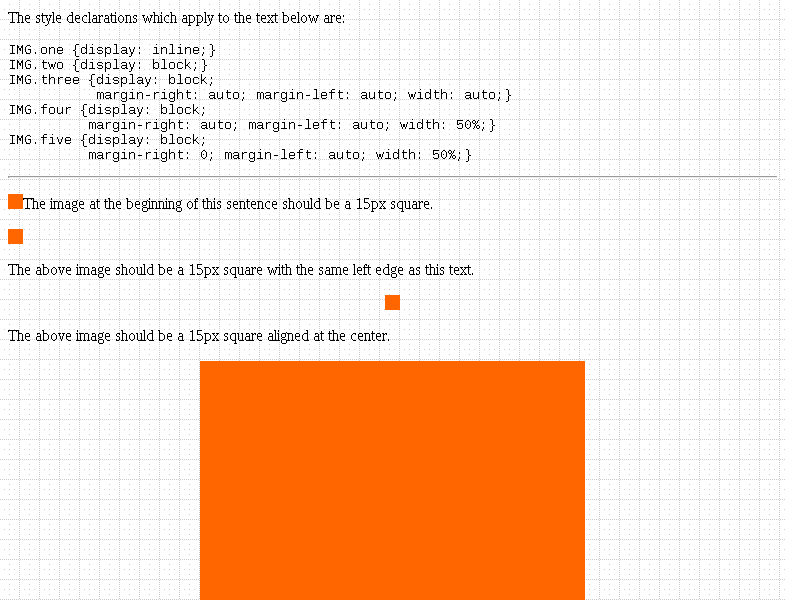 The style declarations which apply to the text below are:
IMG.one {display: inline;}
IMG.two {display: block;}
IMG.three {display: block;
           margin-right: auto; margin-left: auto; width: auto;}
IMG.four {display: block;
          margin-right: auto; margin-left: auto; width: 50%;}
IMG.five {display: block;
          margin-right: 0; margin-left: auto; width: 50%;}
The image at the beginning of this sentence should be a 15px square.
The above image should be a 15px square with the same left edge as this text.
The above image should be a 15px square aligned at the center.